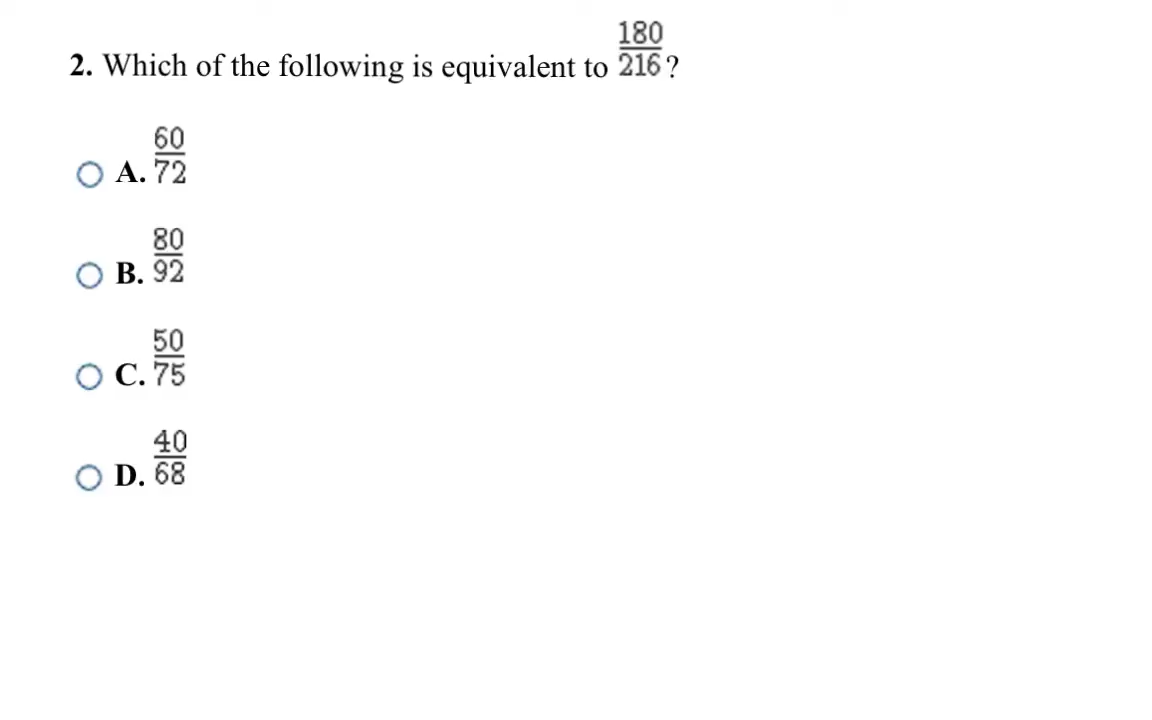 2. Which of the following is equivalent to 180/216?
A. 60/72
B. 80/92
C. 50/75
D. 40/68